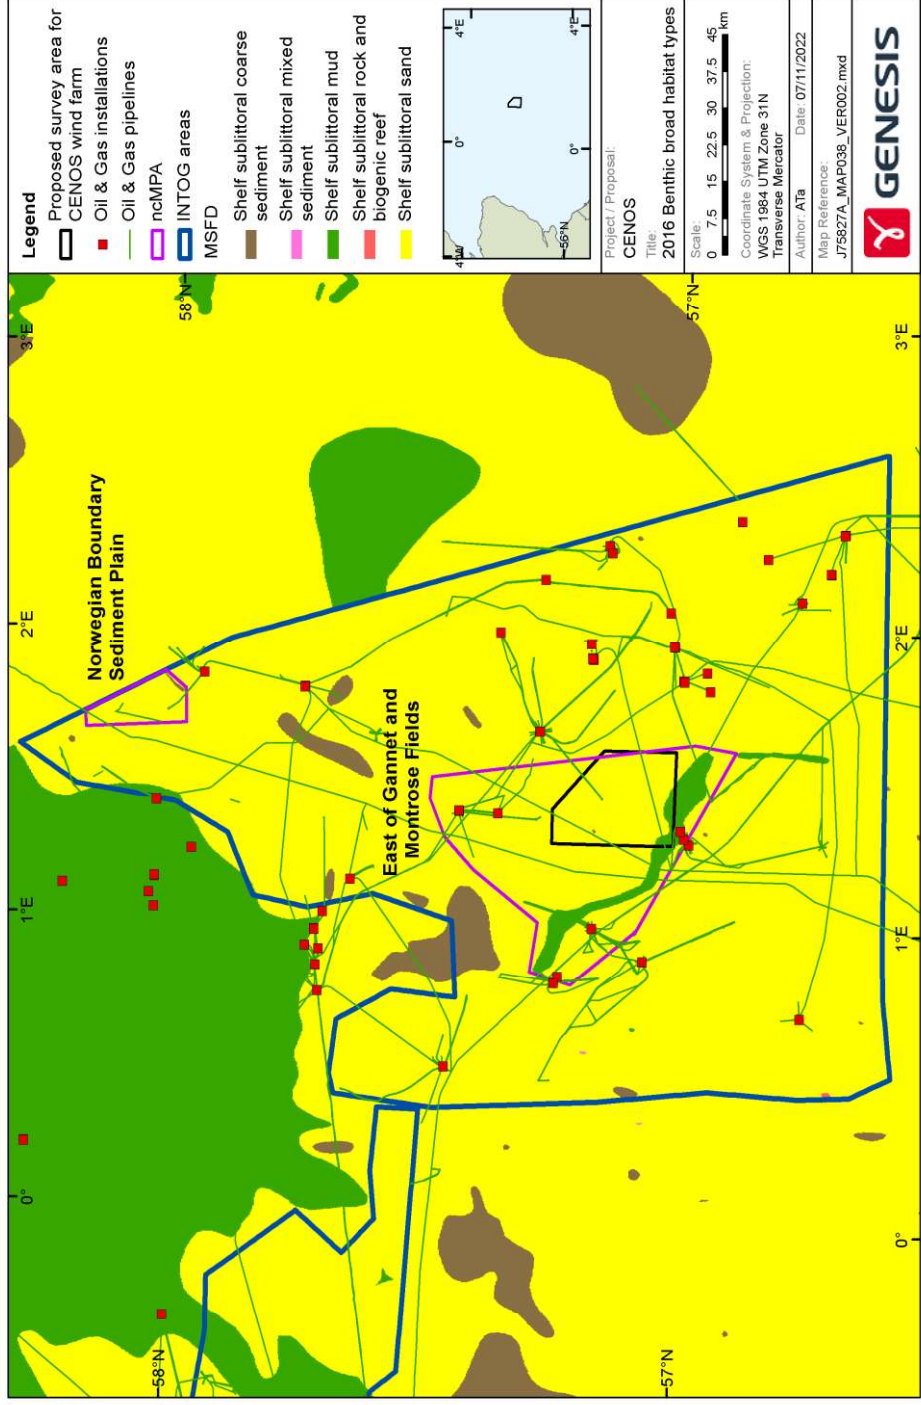 Norwegian Boundary
Sediment Plain
East of Gannet and
Montrose Fields
0°
1°E
2°E
3°E
58°N
58°N
57°N
57°N
0°
1°E
2°E
3°E
Legend
Proposed survey area for
CENOS wind farm
Oil & Gas installations
Oil & Gas pipelines
ncMPA
INTOG areas
MSFD
Shelf sublittoral coarse
sediment
Shelf sublittoral mixed
sediment
Shelf sublittoral mud
Shelf sublittoral rock and
biogenic reef
Shelf sublittoral sand
0°
4°E
56°N
0°
4°E
Project / Proposal:
CENOS
Title:
2016 Benthric broad habitat types
Scale:
0 7.5 15 22.5 30 37.5 45
km
Coordinate System & Projection:
WGS 1984 UTM Zone 31N
Transverse Mercator
Author: ATa Date: 07/11/2022
Map Reference:
J75827A_MAP038_VER002.mxd
GENESIS